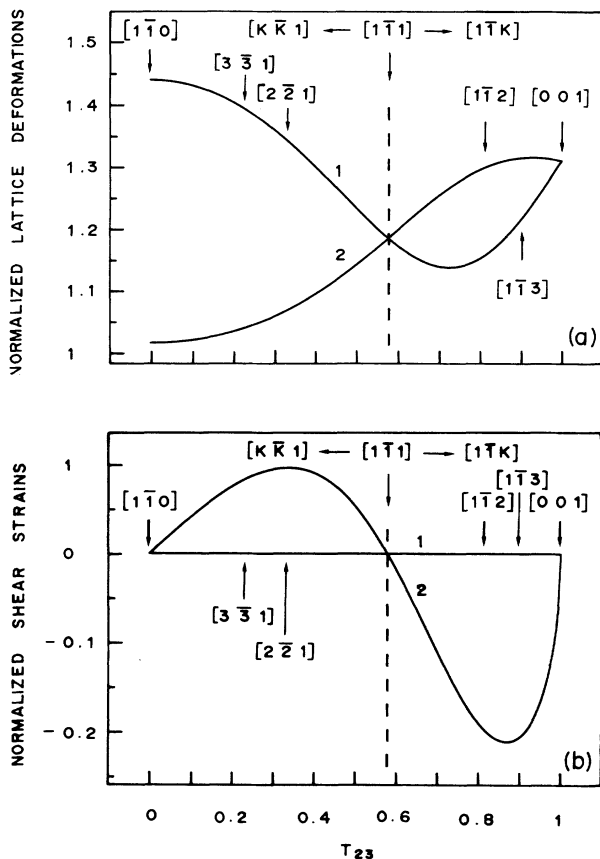 NORMALIZED LATTICE DEFORMATIONS
1.5
1.4
1.3
1.2
1.1
1
[1 1̄ 0]
[K K̄ 1] ← [1 1̄ 1] → [1 1̄ K]
[3 3̄ 1]
[2 2̄ 1]
[1 1̄ 2] [0 0 1]
1
2
[1 1̄ 3]
(a)
NORMALIZED SHEAR STRAINS
1
0
-0.1
-0.2
[K K̄ 1] ← [1 1̄ 1] → [1 1̄ K]
[1 1̄ 3]
[1 1̄ 0]
[1 1̄ 2] [0 0 1]
1
2
[3 3̄ 1]
[2 2̄ 1]
(b)
0 0.2 0.4 0.6 0.8 1
T23